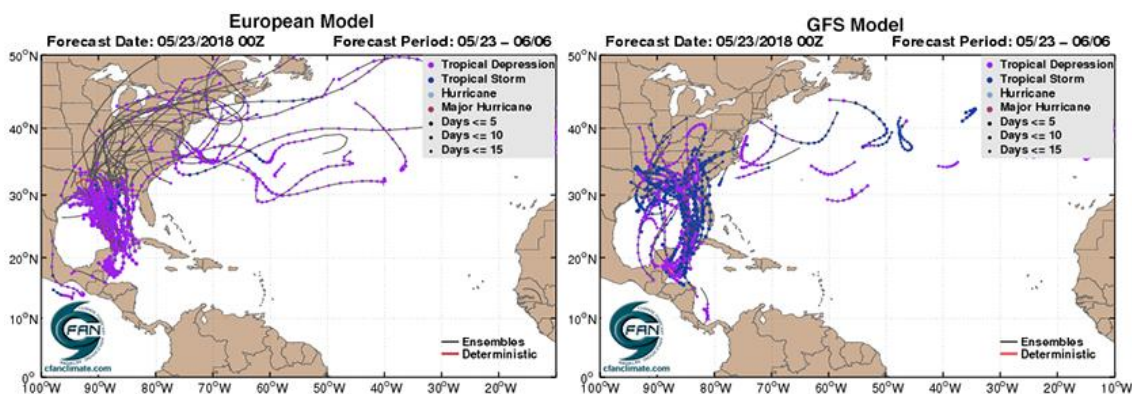 European Model
Forecast Date: 05/23/2018 00Z Forecast Period: 05/23 – 06/06
50°N
40°N
30°N
20°N
10°N
0°
100°W 90°W 80°W 70°W 60°W 50°W 40°W 30°W 20°W
Tropical Depression
Tropical Storm
Hurricane
Major Hurricane
Days <= 5
Days <= 10
Days <= 15
CFAN
cfanclimate.com
Ensembles
Deterministic
GFS Model
Forecast Date: 05/23/2018 00Z Forecast Period: 05/23 – 06/06
50°N
40°N
30°N
20°N
10°N
0°
100°W 90°W 80°W 70°W 60°W 50°W 40°W 30°W 20°W 10°W
Tropical Depression
Tropical Storm
Hurricane
Major Hurricane
Days <= 5
Days <= 10
Days <= 15
CFAN
cfanclimate.com
Ensembles
Deterministic